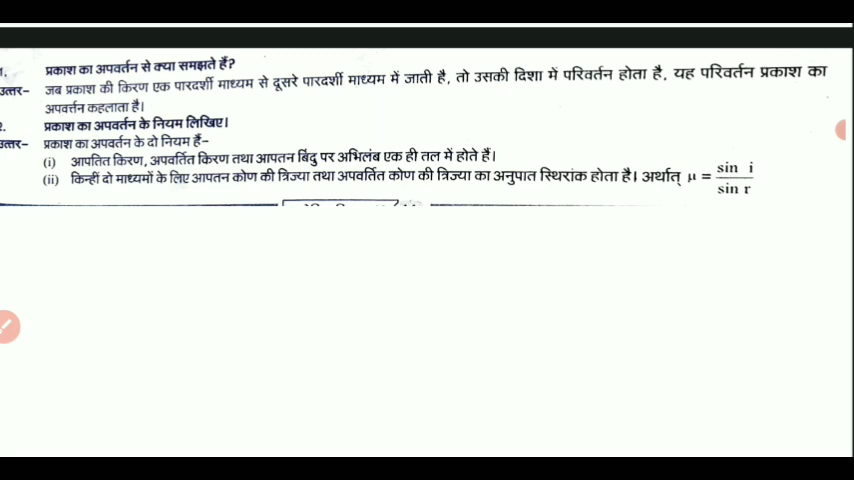 1. प्रकाश का अपवर्तन से क्या समझते हैं?
उत्तर– जब प्रकाश की किरण एक पारदर्शी माध्यम से दूसरे पारदर्शी माध्यम में जाती है, तो उसकी दिशा में परिवर्तन होता है, यह परिवर्तन प्रकाश का
अपवर्त्तन कहलाता है।
२. प्रकाश का अपवर्तन के नियम लिखिए।
उत्तर– प्रकाश का अपवर्तन के दो नियम हैं–
(i) आपतित किरण, अपवर्तित किरण तथा आपतन बिंदु पर अभिलंब एक ही तल में होते हैं।
(ii) किन्हीं दो माध्यमों के लिए आपतन कोण की त्रिज्या तथा अपवर्तित कोण की त्रिज्या का अनुपात स्थिरांक होता है। अर्थात् μ = sin i / sin r